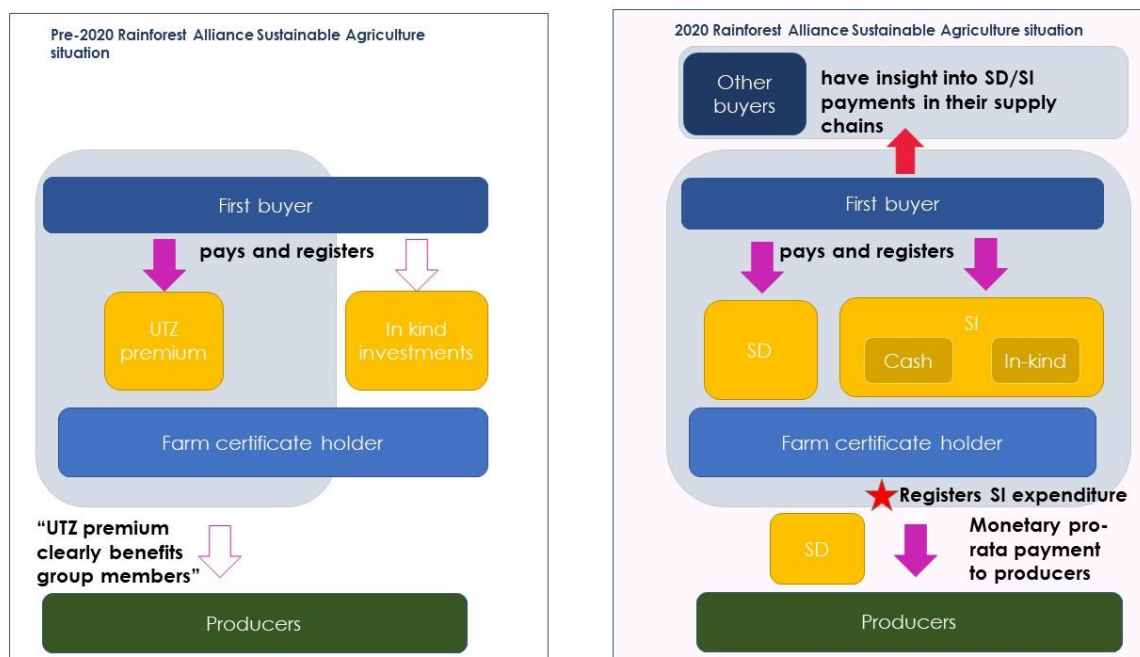 Pre-2020 Rainforest Alliance Sustainable Agriculture
situation
First buyer
pays and registers
UTZ
premium
In kind
investments
Farm certificate holder
“UTZ premium
clearly benefits
group members”
Producers
2020 Rainforest Alliance Sustainable Agriculture situation
Other
buyers
have insight into SD/SI
payments in their supply
chains
First buyer
pays and registers
SD
SI
Cash
In-kind
Farm certificate holder
Registers SI expenditure
SD
Monetary pro-
rata payment
to producers
Producers